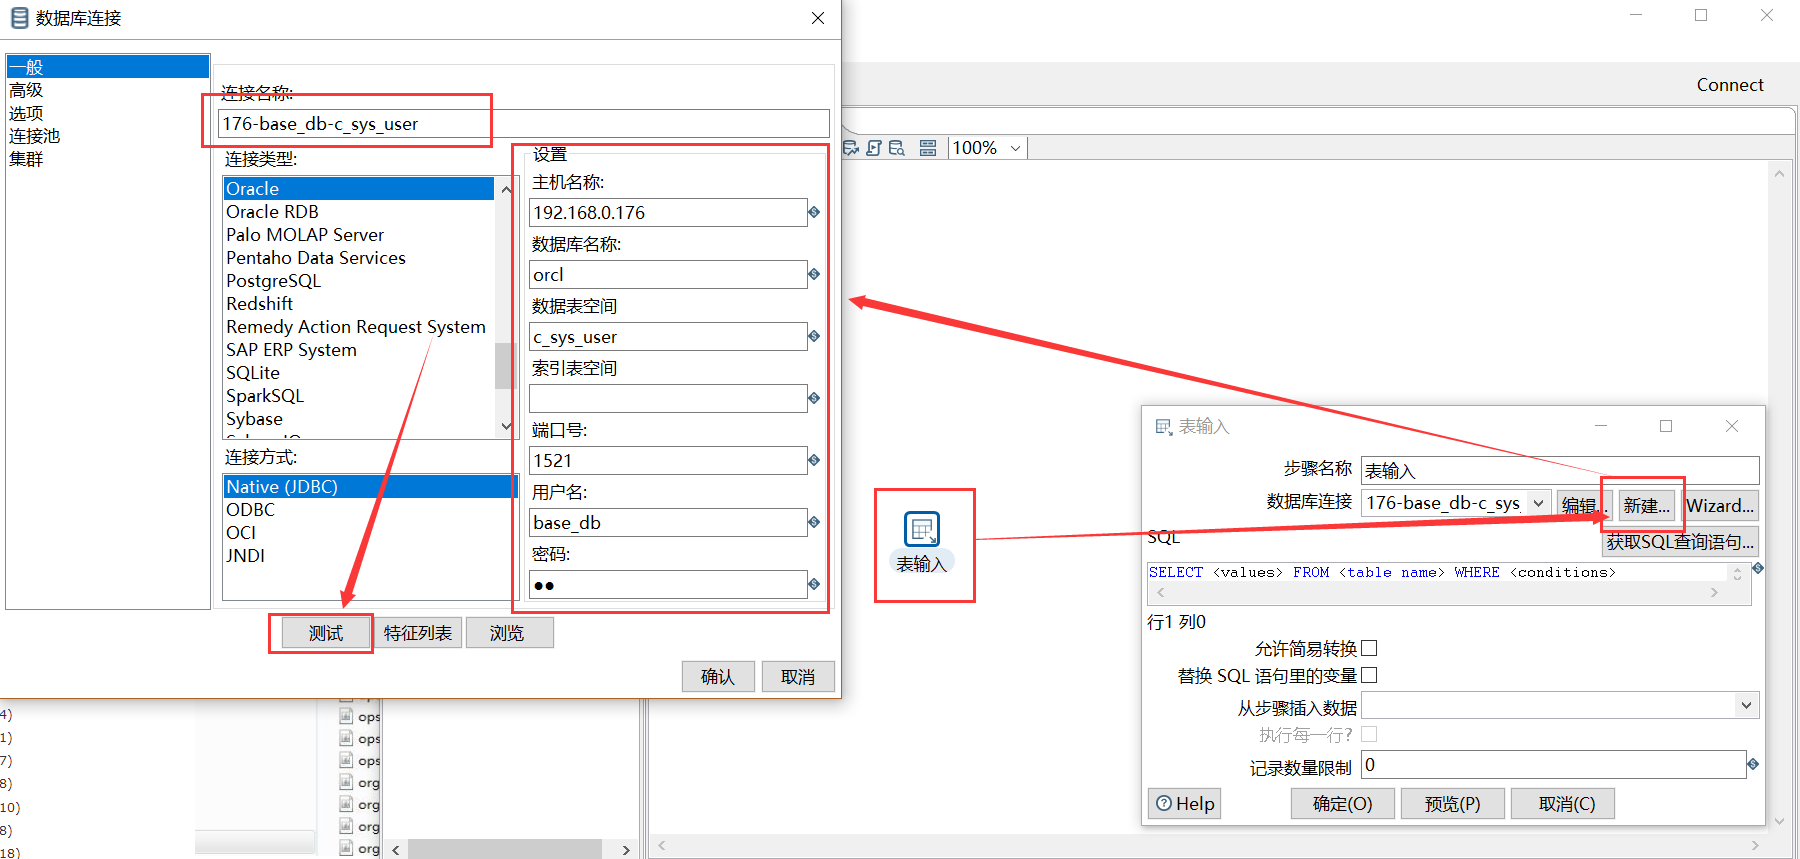 数据库连接
一般
高级
选项
连接池
集群
连接名称:
176-base_db-c_sys_user
连接类型:
Oracle
Oracle RDB
Palo MOLAP Server
Pentaho Data Services
PostgreSQL
Redshift
Remedy Action Request System
SAP ERP System
SQLite
SparkSQL
Sybase
连接方式:
Native (JDBC)
ODBC
OCI
JNDI
设置
主机名称:
192.168.0.176
数据库名称:
orcl
数据表空间
c_sys_user
索引表空间
端口号:
1521
用户名:
base_db
密码:
●●
测试
特征列表
浏览
确认
取消
Connect
100%
表输入
表输入
步骤名称
表输入
数据库连接
176-base_db-c_sys
编辑...
新建...
Wizard...
SQL
获取SQL查询语句...
SELECT <values> FROM <table name> WHERE <conditions>
行1 列0
允许简易转换
替换 SQL 语句里的变量
从步骤插入数据
执行每一行?
记录数量限制
0
Help
确定(O)
预览(P)
取消(C)
4)
1)
7)
8)
10)
8)
18)
ops
ops
ops
org
org
org
org